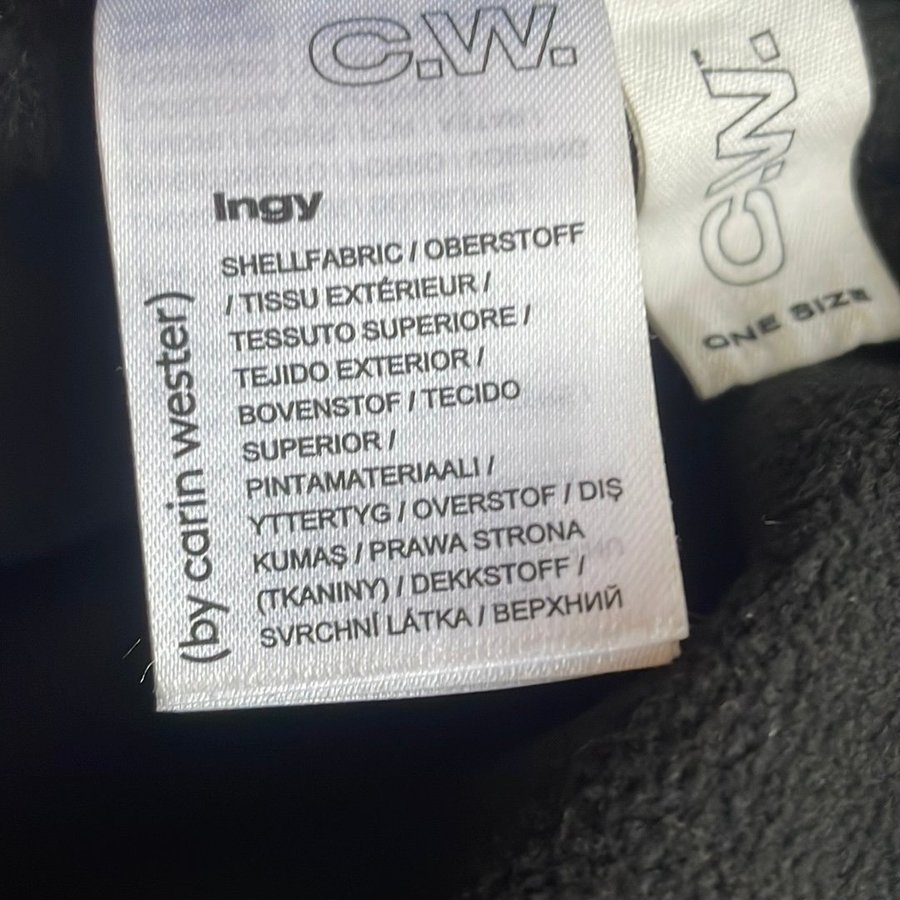 C.W.
Ingy
SHELLFABRIC / OBERSTOFF
/ TISSU EXTÉRIEUR /
TESSUTO SUPERIORE /
TEJIDO EXTERIOR /
BOVENSTOF / TECIDO
SUPERIOR /
PINTAMATERIAALI /
YTTERTYG / OVERSTOF / DIŞ
KUMAŞ / PRAWA STRONA
(TKANINY) / DEKKSTOFF /
SVRCHNÍ LÁTKA / ВЕРХНИЙ
(by carin wester)
C.W.
ONE SIZE